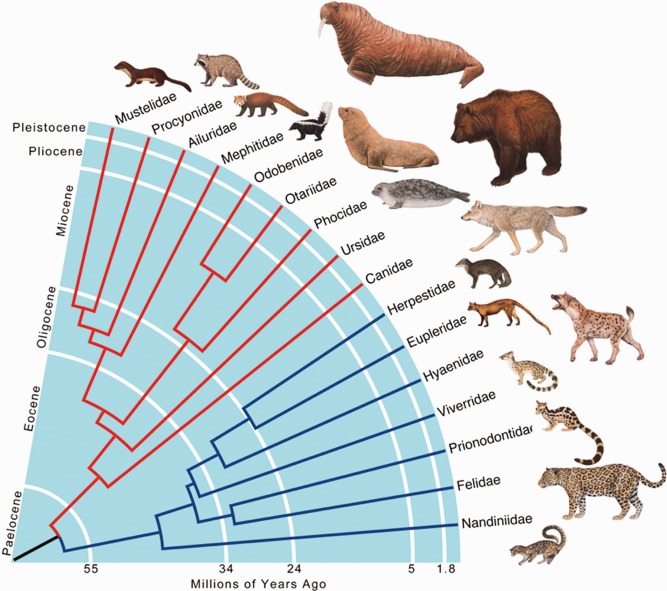 Mustelidae
Procyonidae
Ailuridae
Mephitidae
Odobenidae
Otariidae
Phocidae
Ursidae
Canidae
Herpestidae
Eupleridae
Hyaenidae
Viverridae
Prionodontidae
Felidae
Nandiniidae
Pleistocene
Pliocene
Miocene
Oligocene
Eocene
Paelocene
55
34
24
5
1.8
Millions of Years Ago